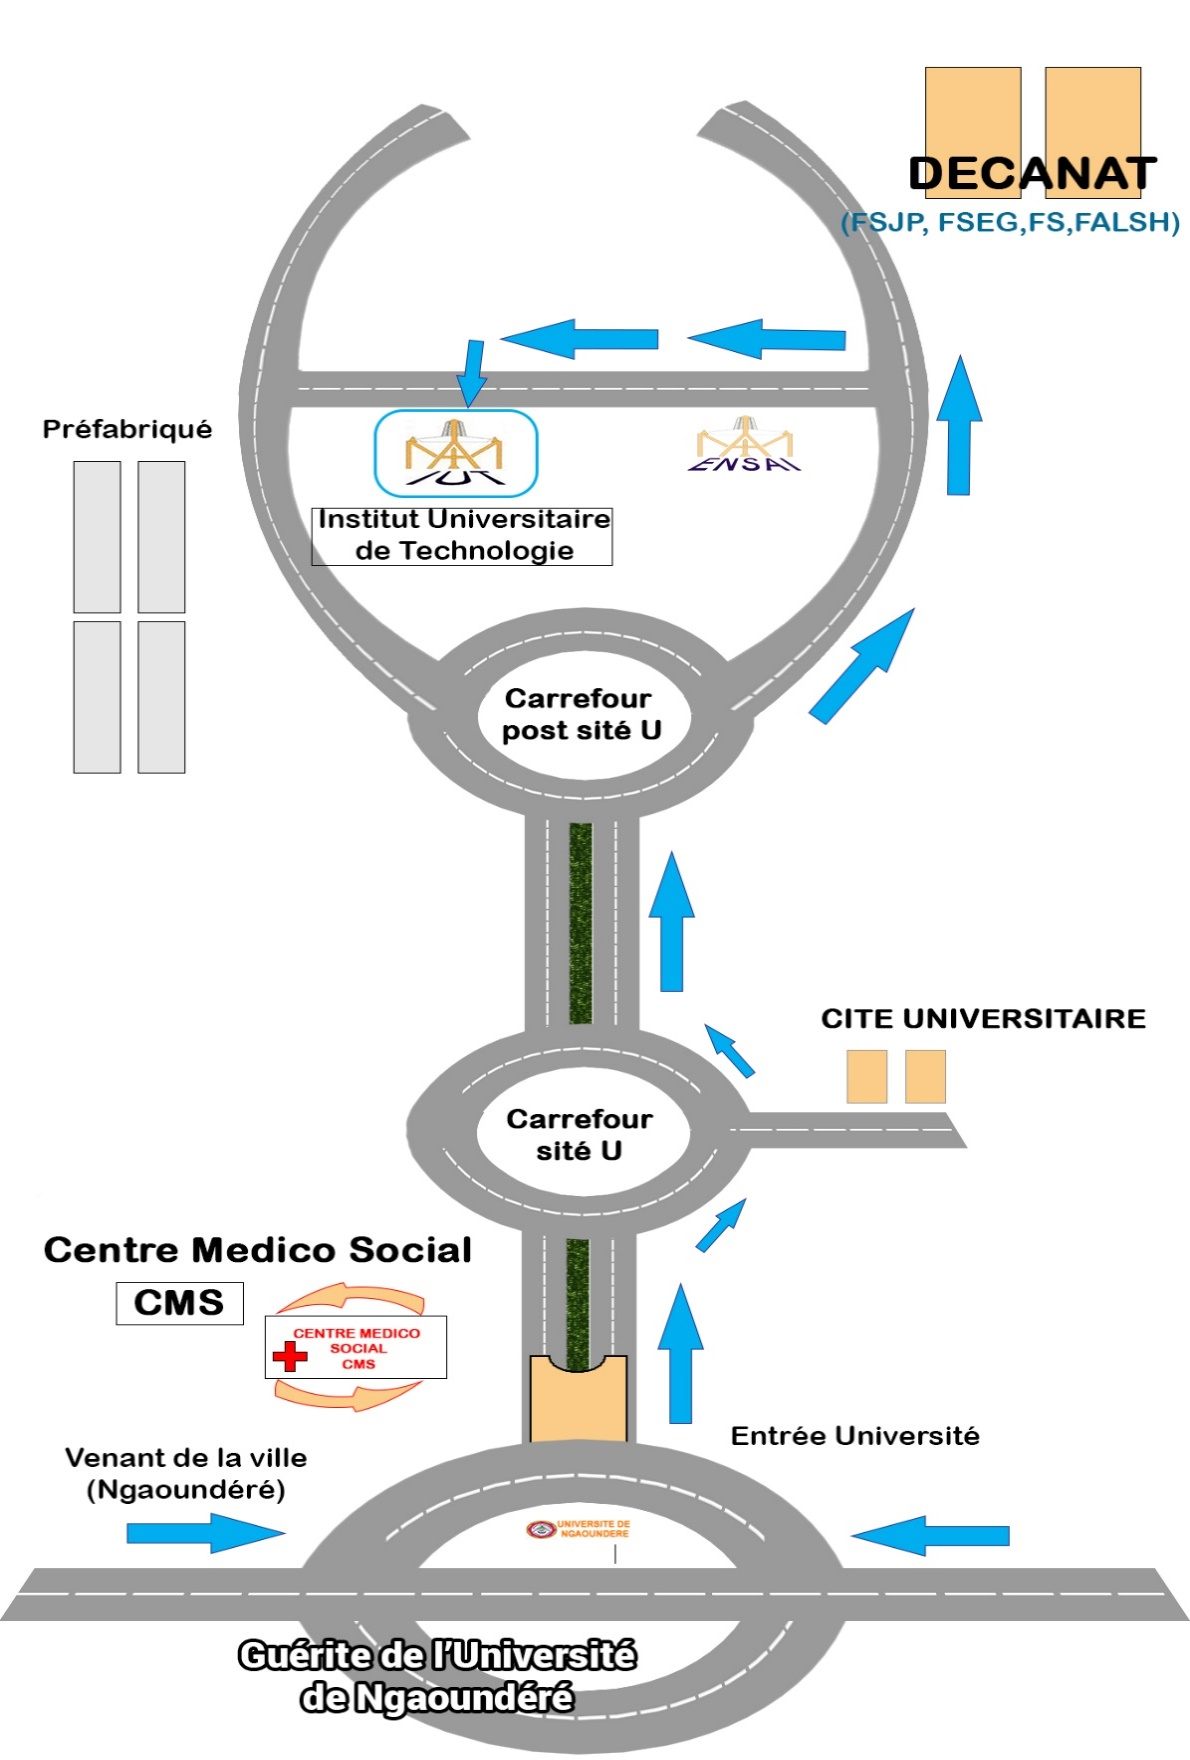 DECANAT
(FSJP, FSEG,FS,FALSH)
Préfabriqué
IUT
ENSAI
Institut Universitaire
de Technologie
Carrefour
post sité U
CITE UNIVERSITAIRE
Carrefour
sité U
Centre Medico Social
CMS
CENTRE MEDICO
SOCIAL
CMS
Entrée Université
Venant de la ville
(Ngaoundéré)
UNIVERSITE DE
NGAOUNDERE
Guérite de l'Université
de Ngaoundéré